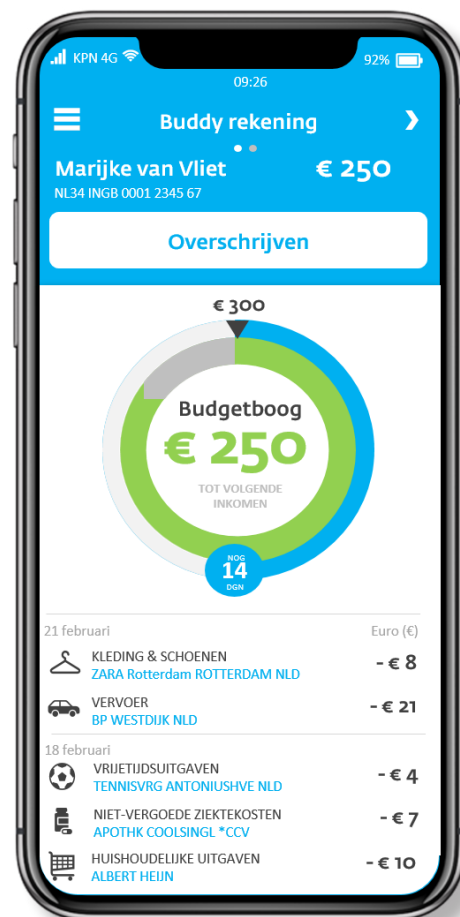 KPN 4G
92%
09:26
Buddy rekening
Marijke van Vliet
€ 250
NL34 INGB 0001 2345 67
Overschrijven
€ 300
Budgetboog
€ 250
TOT VOLGENDE
INKOMEN
NOG
14
DGN
21 februari
Euro (€)
KLEDING & SCHOENEN
- € 8
ZARA Rotterdam ROTTERDAM NLD
VERVOER
- € 21
BP WESTDIJK NLD
18 februari
VRIJETIJDSUITGAVEN
- € 4
TENNISVRG ANTONIUSHVE NLD
NIET-VERGOEDE ZIEKTEKOSTEN
- € 7
APOTHK COOLSINGL *CCV
HUISHOUDELIJKE UITGAVEN
- € 10
ALBERT HEIJN